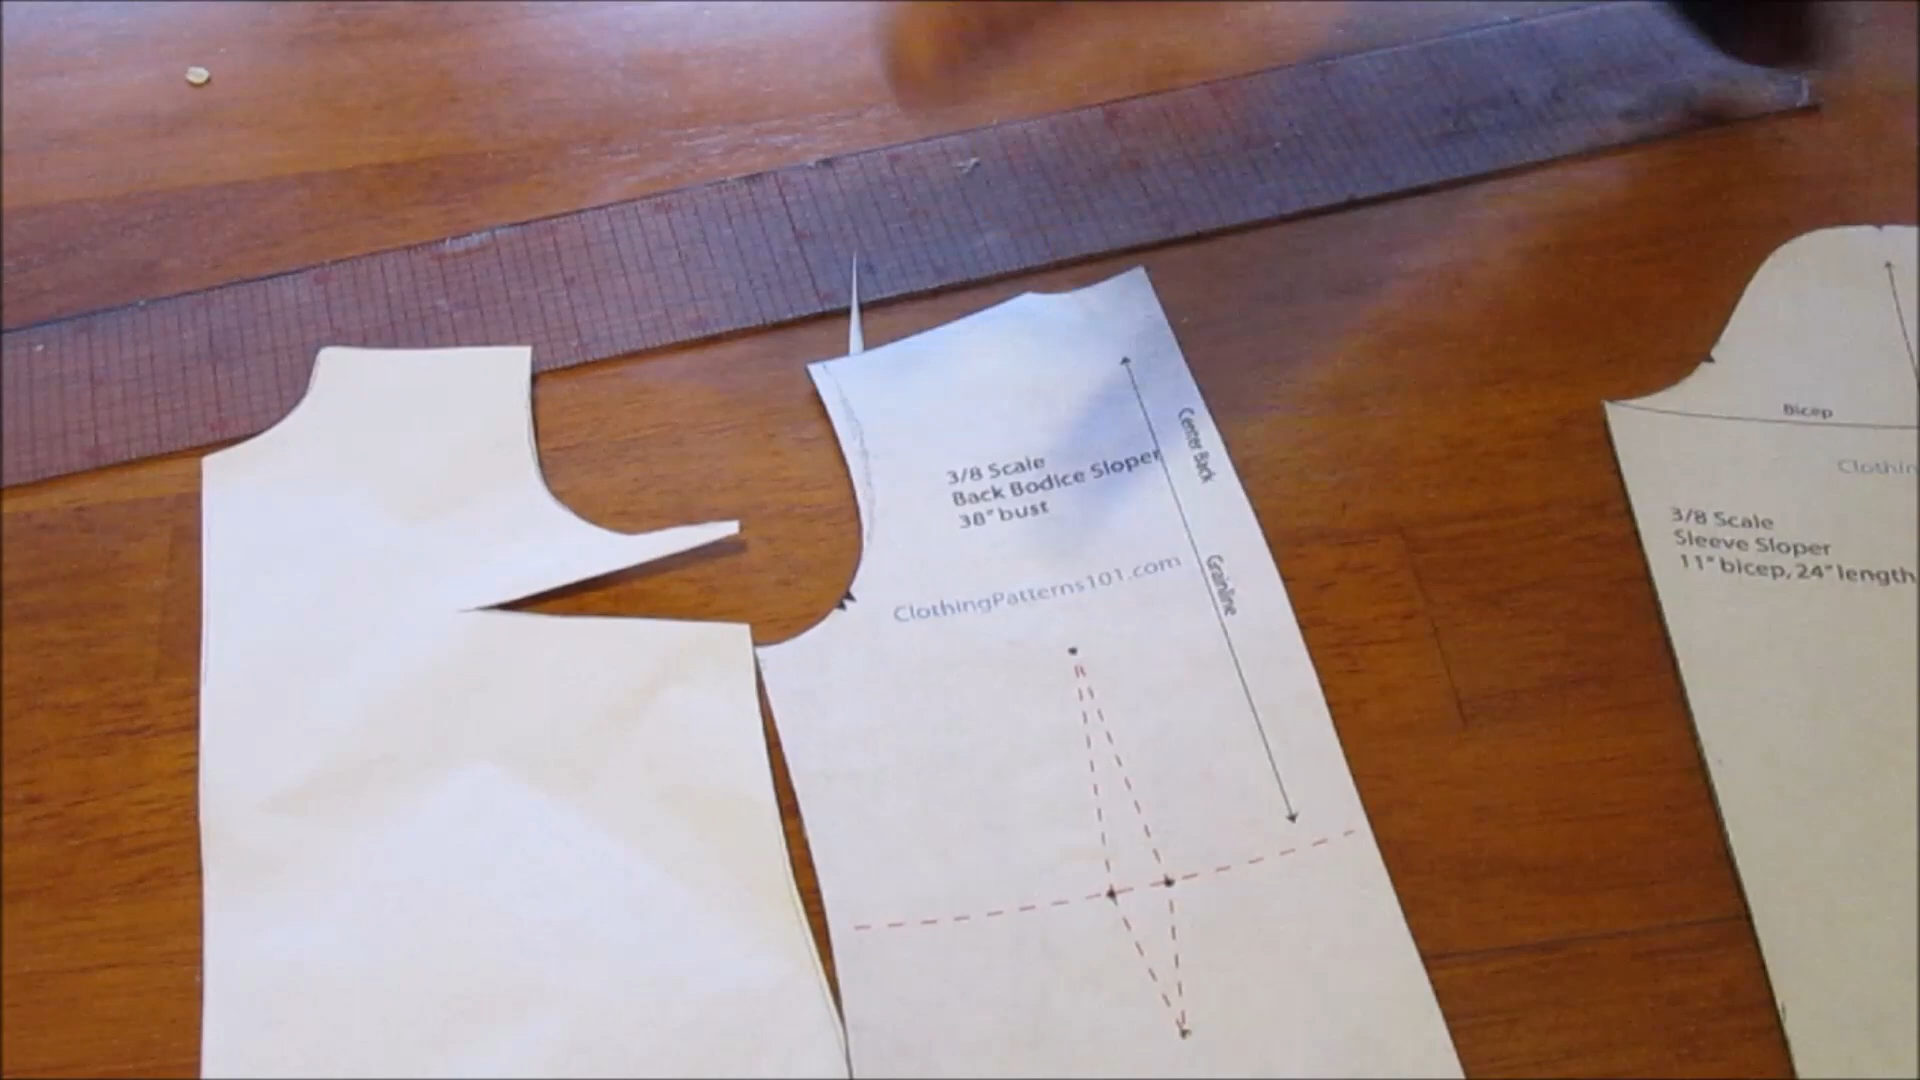 3/8 Scale
Back Bodice Sloper
38" bust
ClothingPatterns101.com
Center Back
Grainline
Bicep
Clothin
3/8 Scale
Sleeve Sloper
11" bicep, 24" length